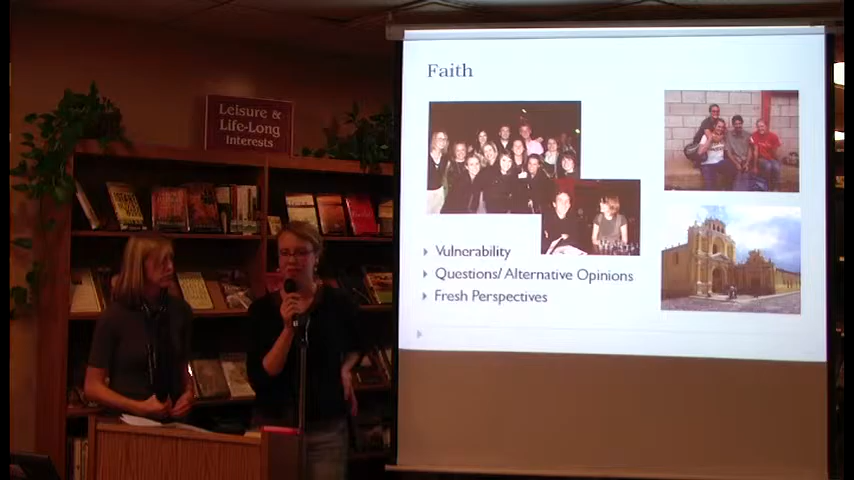 Leisure &
Life-Long
Interests
Faith
Vulnerability
Questions/ Alternative Opinions
Fresh Perspectives